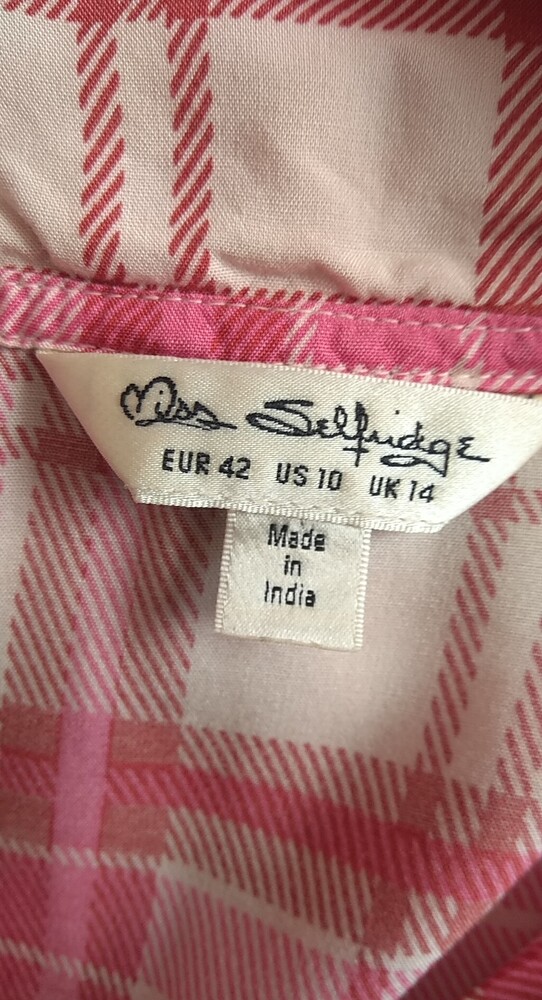 Miss Selfridge
EUR 42 US 10 UK 14
Made
in
India